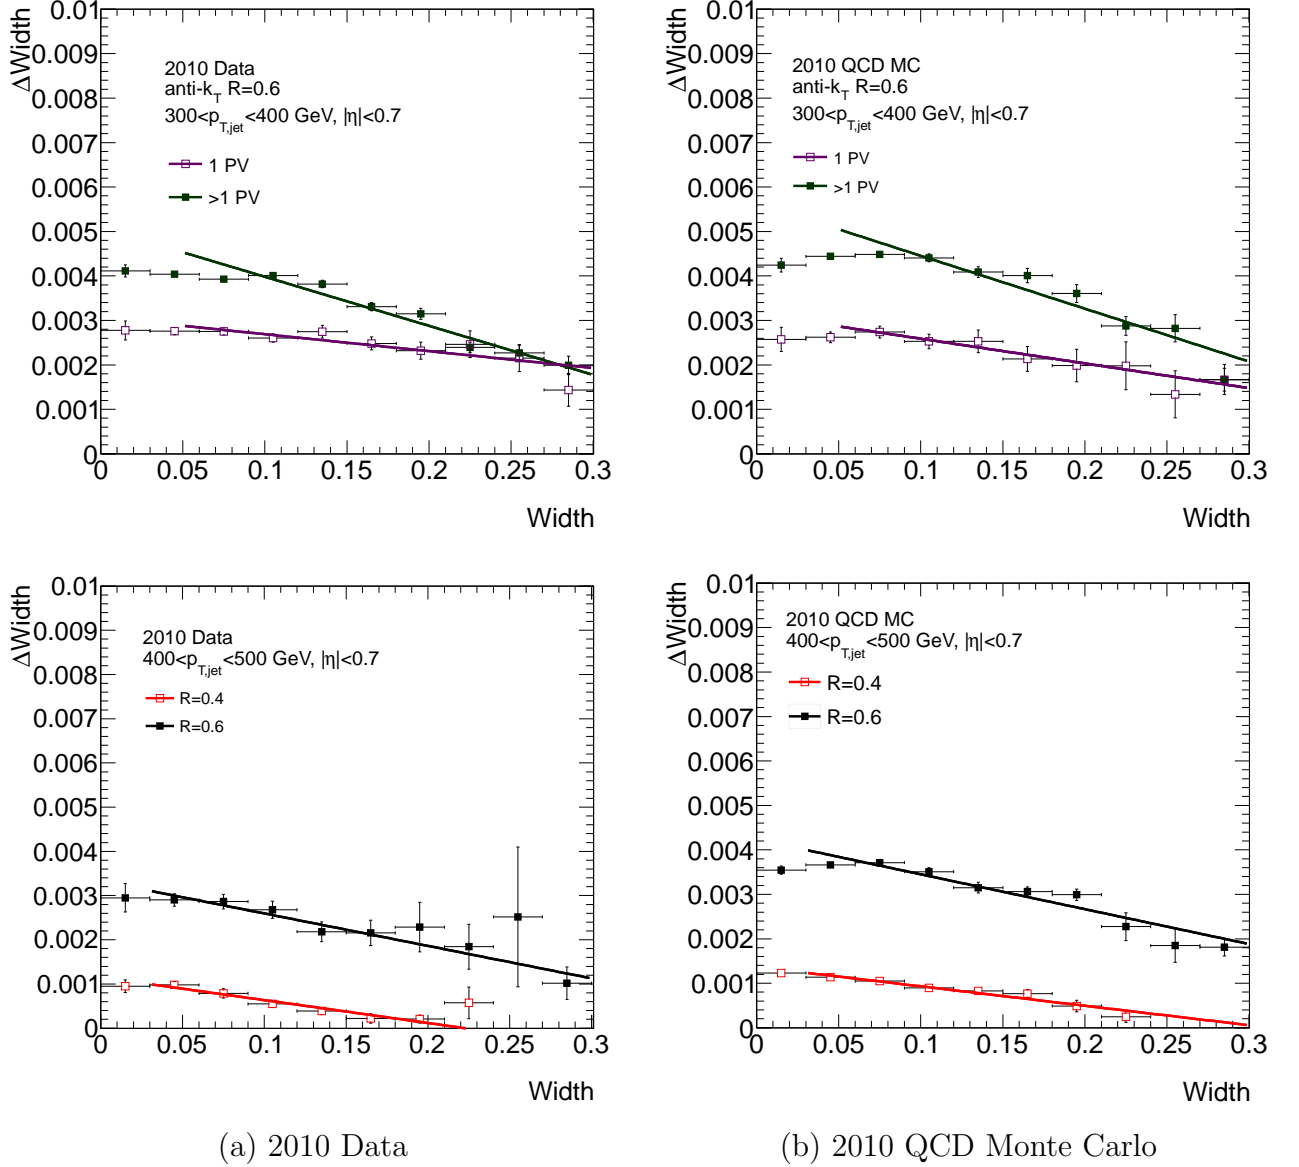 ΔWidth
0.01
0.009
0.008
0.007
0.006
0.005
0.004
0.003
0.002
0.001
0
2010 Data
anti-k_T R=0.6
300<p_T,jet<400 GeV, |η|<0.7
1 PV
>1 PV
0 0.05 0.1 0.15 0.2 0.25 0.3
Width
ΔWidth
0.01
0.009
0.008
0.007
0.006
0.005
0.004
0.003
0.002
0.001
0
2010 QCD MC
anti-k_T R=0.6
300<p_T,jet<400 GeV, |η|<0.7
1 PV
>1 PV
0 0.05 0.1 0.15 0.2 0.25 0.3
Width
ΔWidth
0.01
0.009
0.008
0.007
0.006
0.005
0.004
0.003
0.002
0.001
0
2010 Data
400<p_T,jet<500 GeV, |η|<0.7
R=0.4
R=0.6
0 0.05 0.1 0.15 0.2 0.25 0.3
Width
ΔWidth
0.01
0.009
0.008
0.007
0.006
0.005
0.004
0.003
0.002
0.001
0
2010 QCD MC
400<p_T,jet<500 GeV, |η|<0.7
R=0.4
R=0.6
0 0.05 0.1 0.15 0.2 0.25 0.3
Width
(a) 2010 Data
(b) 2010 QCD Monte Carlo